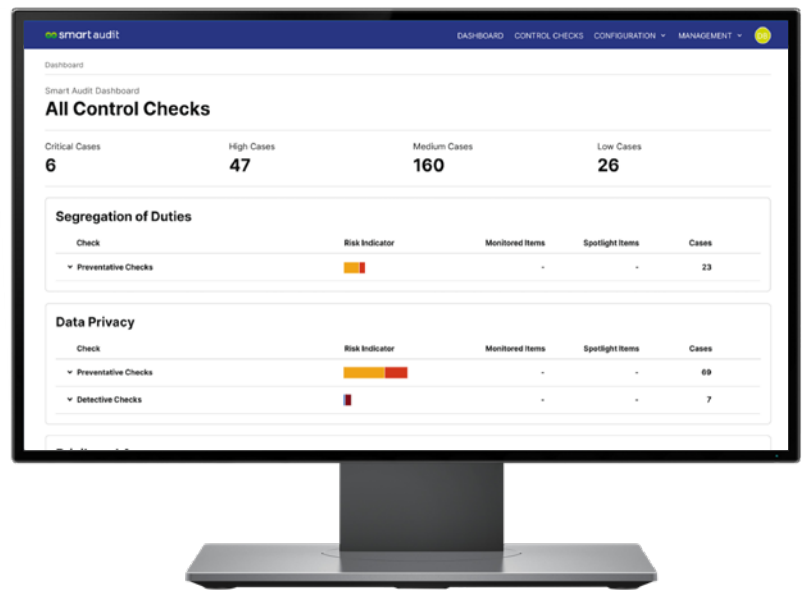 smart audit
DASHBOARD CONTROL CHECKS CONFIGURATION MANAGEMENT
Dashboard
Smart Audit Dashboard
All Control Checks
Critical Cases High Cases Medium Cases Low Cases
6 47 160 26
Segregation of Duties
Check Risk Indicator Monitored Items Spotlight Items Cases
Preventative Checks - - 23
Data Privacy
Check Risk Indicator Monitored Items Spotlight Items Cases
Preventative Checks - - 69
Detective Checks - - 7